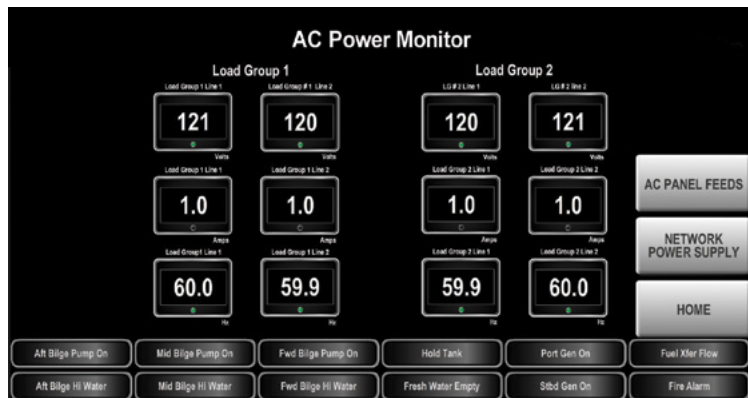 AC Power Monitor
Load Group 1 Load Group 2
Load Group 1 Line 1 Load Group # 1 Line 2 LG # 2 Line 1 LG # 2 line 2
121 120 120 121
Volts Volts Volts Volts
Load Group 1 Line 1 Load Group 1 Line 2 Load Group 2 Line 1 Load Group 2 Line 2
1.0 1.0 1.0 1.0
Amps Amps Amps Amps
Load Group1 Line 1 Load Group 1 Line 2 Load Group 2 Line 1 Load Group 2 Line 2
60.0 59.9 59.9 60.0
Hz Hz Hz Hz
AC PANEL FEEDS
NETWORK
POWER SUPPLY
HOME
Aft Bilge Pump On Mid Bilge Pump On Fwd Bilge Pump On Hold Tank Port Gen On Fuel Xfer Flow
Aft Bilge Hi Water Mid Bilge Hi Water Fwd Bilge Hi Water Fresh Water Empty Stbd Gen On Fire Alarm